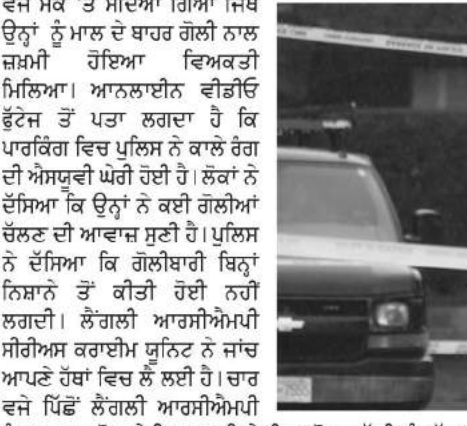 ਵਜੇ ਮੌਕੇ 'ਤੇ ਸੱਦਿਆ ਗਿਆ ਜਿੱਥੇ
ਉਨ੍ਹਾਂ ਨੂੰ ਮਾਲ ਦੇ ਬਾਹਰ ਗੋਲੀ ਨਾਲ
ਜ਼ਖ਼ਮੀ ਹੋਇਆ ਵਿਅਕਤੀ
ਮਿਲਿਆ। ਆਨਲਾਈਨ ਵੀਡੀਓ
ਫੁੱਟੇਜ ਤੋਂ ਪਤਾ ਲਗਦਾ ਹੈ ਕਿ
ਪਾਰਕਿੰਗ ਵਿਚ ਪੁਲਿਸ ਨੇ ਕਾਲੇ ਰੰਗ
ਦੀ ਐਸਯੂਵੀ ਘੇਰੀ ਹੋਈ ਹੈ। ਲੋਕਾਂ ਨੇ
ਦੱਸਿਆ ਕਿ ਉਨ੍ਹਾਂ ਨੇ ਕਈ ਗੋਲੀਆਂ
ਚੱਲਣ ਦੀ ਆਵਾਜ਼ ਸੁਣੀ ਹੈ। ਪੁਲਿਸ
ਨੇ ਦੱਸਿਆ ਕਿ ਗੋਲੀਬਾਰੀ ਬਿਨ੍ਹਾਂ
ਨਿਸ਼ਾਨੇ ਤੋਂ ਕੀਤੀ ਹੋਈ ਨਹੀਂ
ਲਗਦੀ। ਲੈਂਗਲੀ ਆਰਸੀਐਮਪੀ
ਸੀਰੀਅਸ ਕਰਾਈਮ ਯੂਨਿਟ ਨੇ ਜਾਂਚ
ਆਪਣੇ ਹੱਥਾਂ ਵਿਚ ਲੈ ਲਈ ਹੈ। ਚਾਰ
ਵਜੇ ਪਿੱਛੋਂ ਲੈਂਗਲੀ ਆਰਸੀਐਮਪੀ